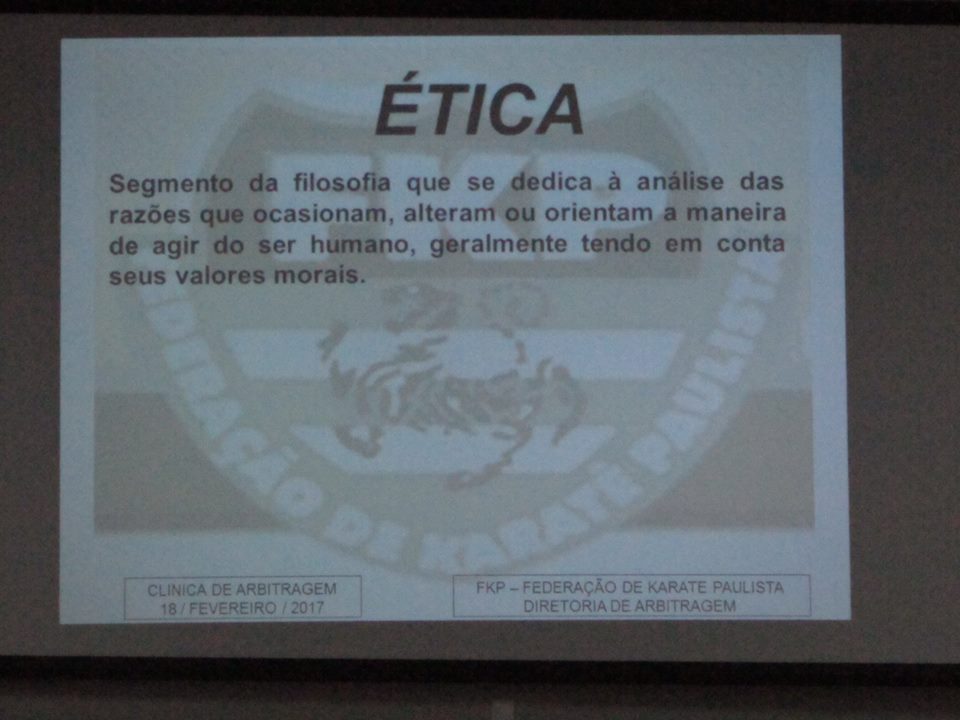 ÉTICA
Segmento da filosofia que se dedica à análise das
razões que ocasionam, alteram ou orientam a maneira
de agir do ser humano, geralmente tendo em conta
seus valores morais.
FKP
FEDERAÇÃO DE KARATÊ PAULISTA
CLINICA DE ARBITRAGEM
18 / FEVEREIRO / 2017
FKP – FEDERAÇÃO DE KARATE PAULISTA
DIRETORIA DE ARBITRAGEM